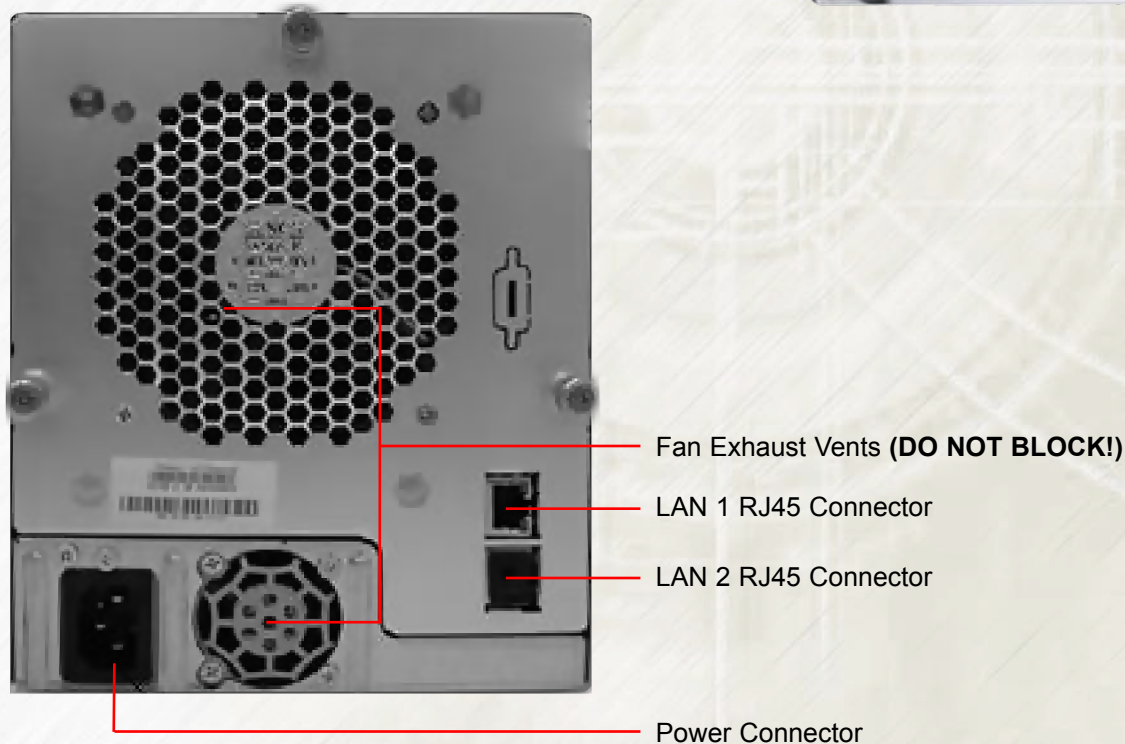 Fan Exhaust Vents (DO NOT BLOCK!)
LAN 1 RJ45 Connector
LAN 2 RJ45 Connector
Power Connector